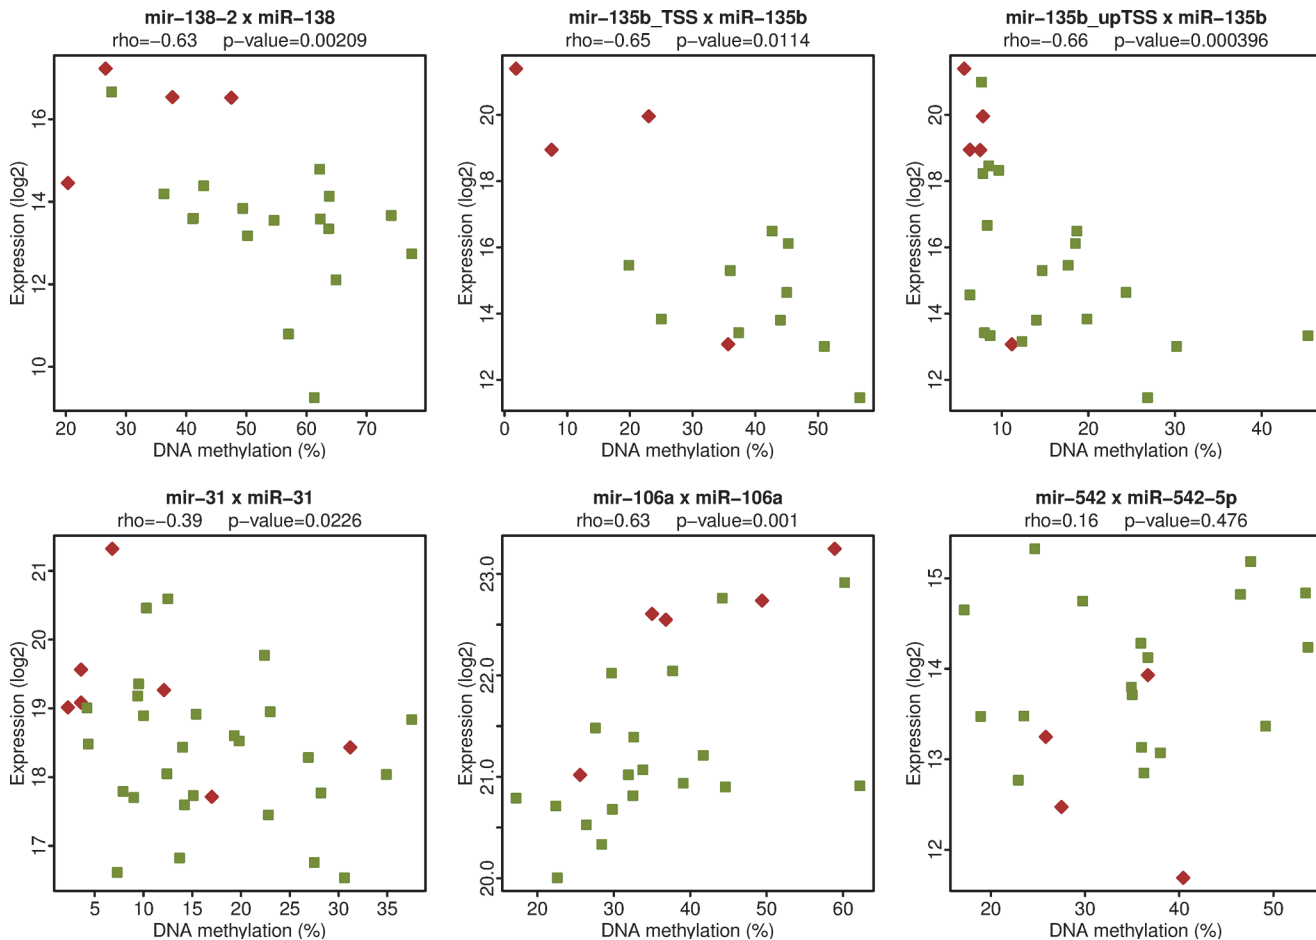 mir−138−2 x miR−138
rho=−0.63 p−value=0.00209
16
14
12
10
Expression (log2)
20 30 40 50 60 70
DNA methylation (%)
mir−135b_TSS x miR−135b
rho=−0.65 p−value=0.0114
20
18
16
14
12
Expression (log2)
0 10 20 30 40 50
DNA methylation (%)
mir−135b_upTSS x miR−135b
rho=−0.66 p−value=0.000396
20
18
16
14
12
Expression (log2)
10 20 30 40
DNA methylation (%)
mir−31 x miR−31
rho=−0.39 p−value=0.0226
21
20
19
18
17
Expression (log2)
5 10 15 20 25 30 35
DNA methylation (%)
mir−106a x miR−106a
rho=0.63 p−value=0.001
23.0
22.0
21.0
20.0
Expression (log2)
20 30 40 50 60
DNA methylation (%)
mir−542 x miR−542−5p
rho=0.16 p−value=0.476
15
14
13
12
Expression (log2)
20 30 40 50
DNA methylation (%)